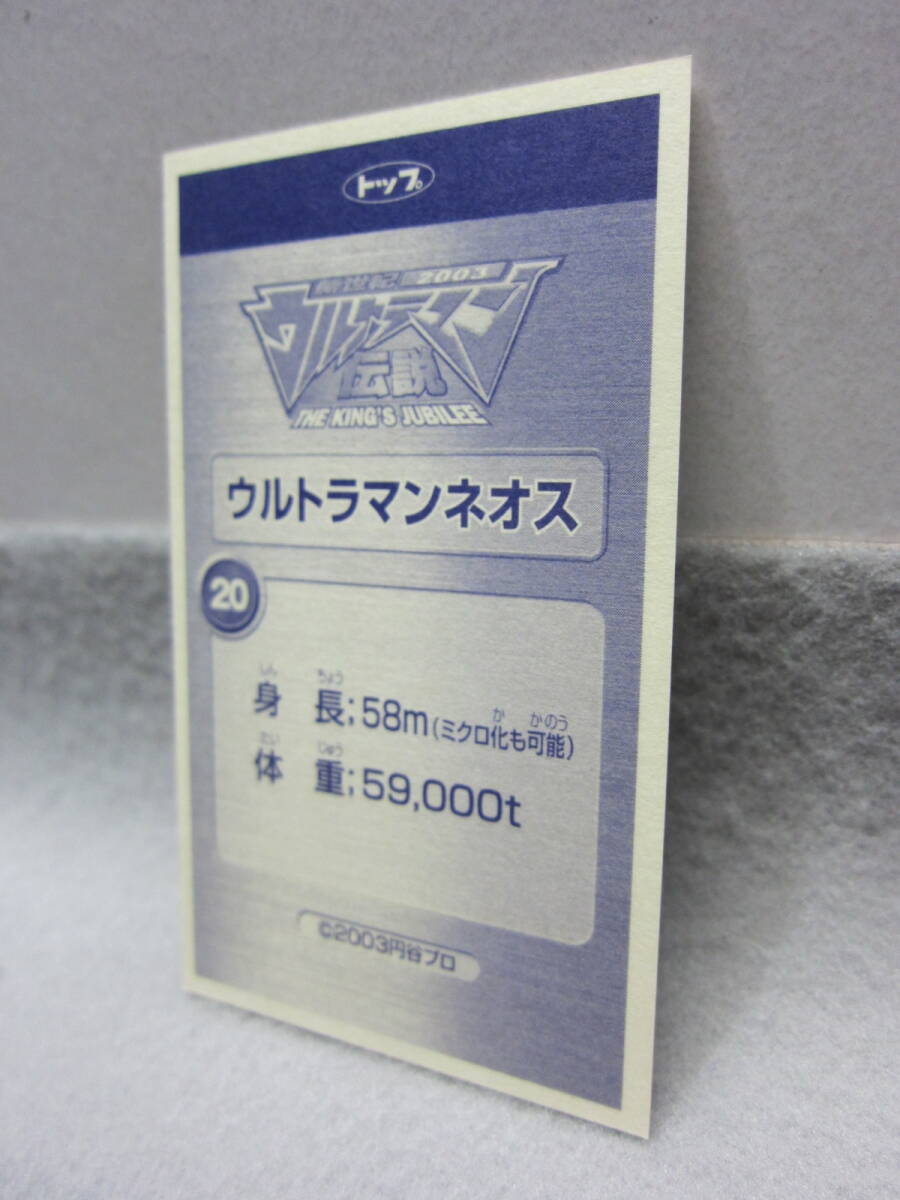 トップ。
新世紀2003
ウルトラマン
伝説
THE KING'S JUBILEE
ウルトラマンネオス
20
しん ちょう
身長;58m(ミクロ化も可能)
か かのう
たい じゅう
体重;59,000t
©2003円谷プロ